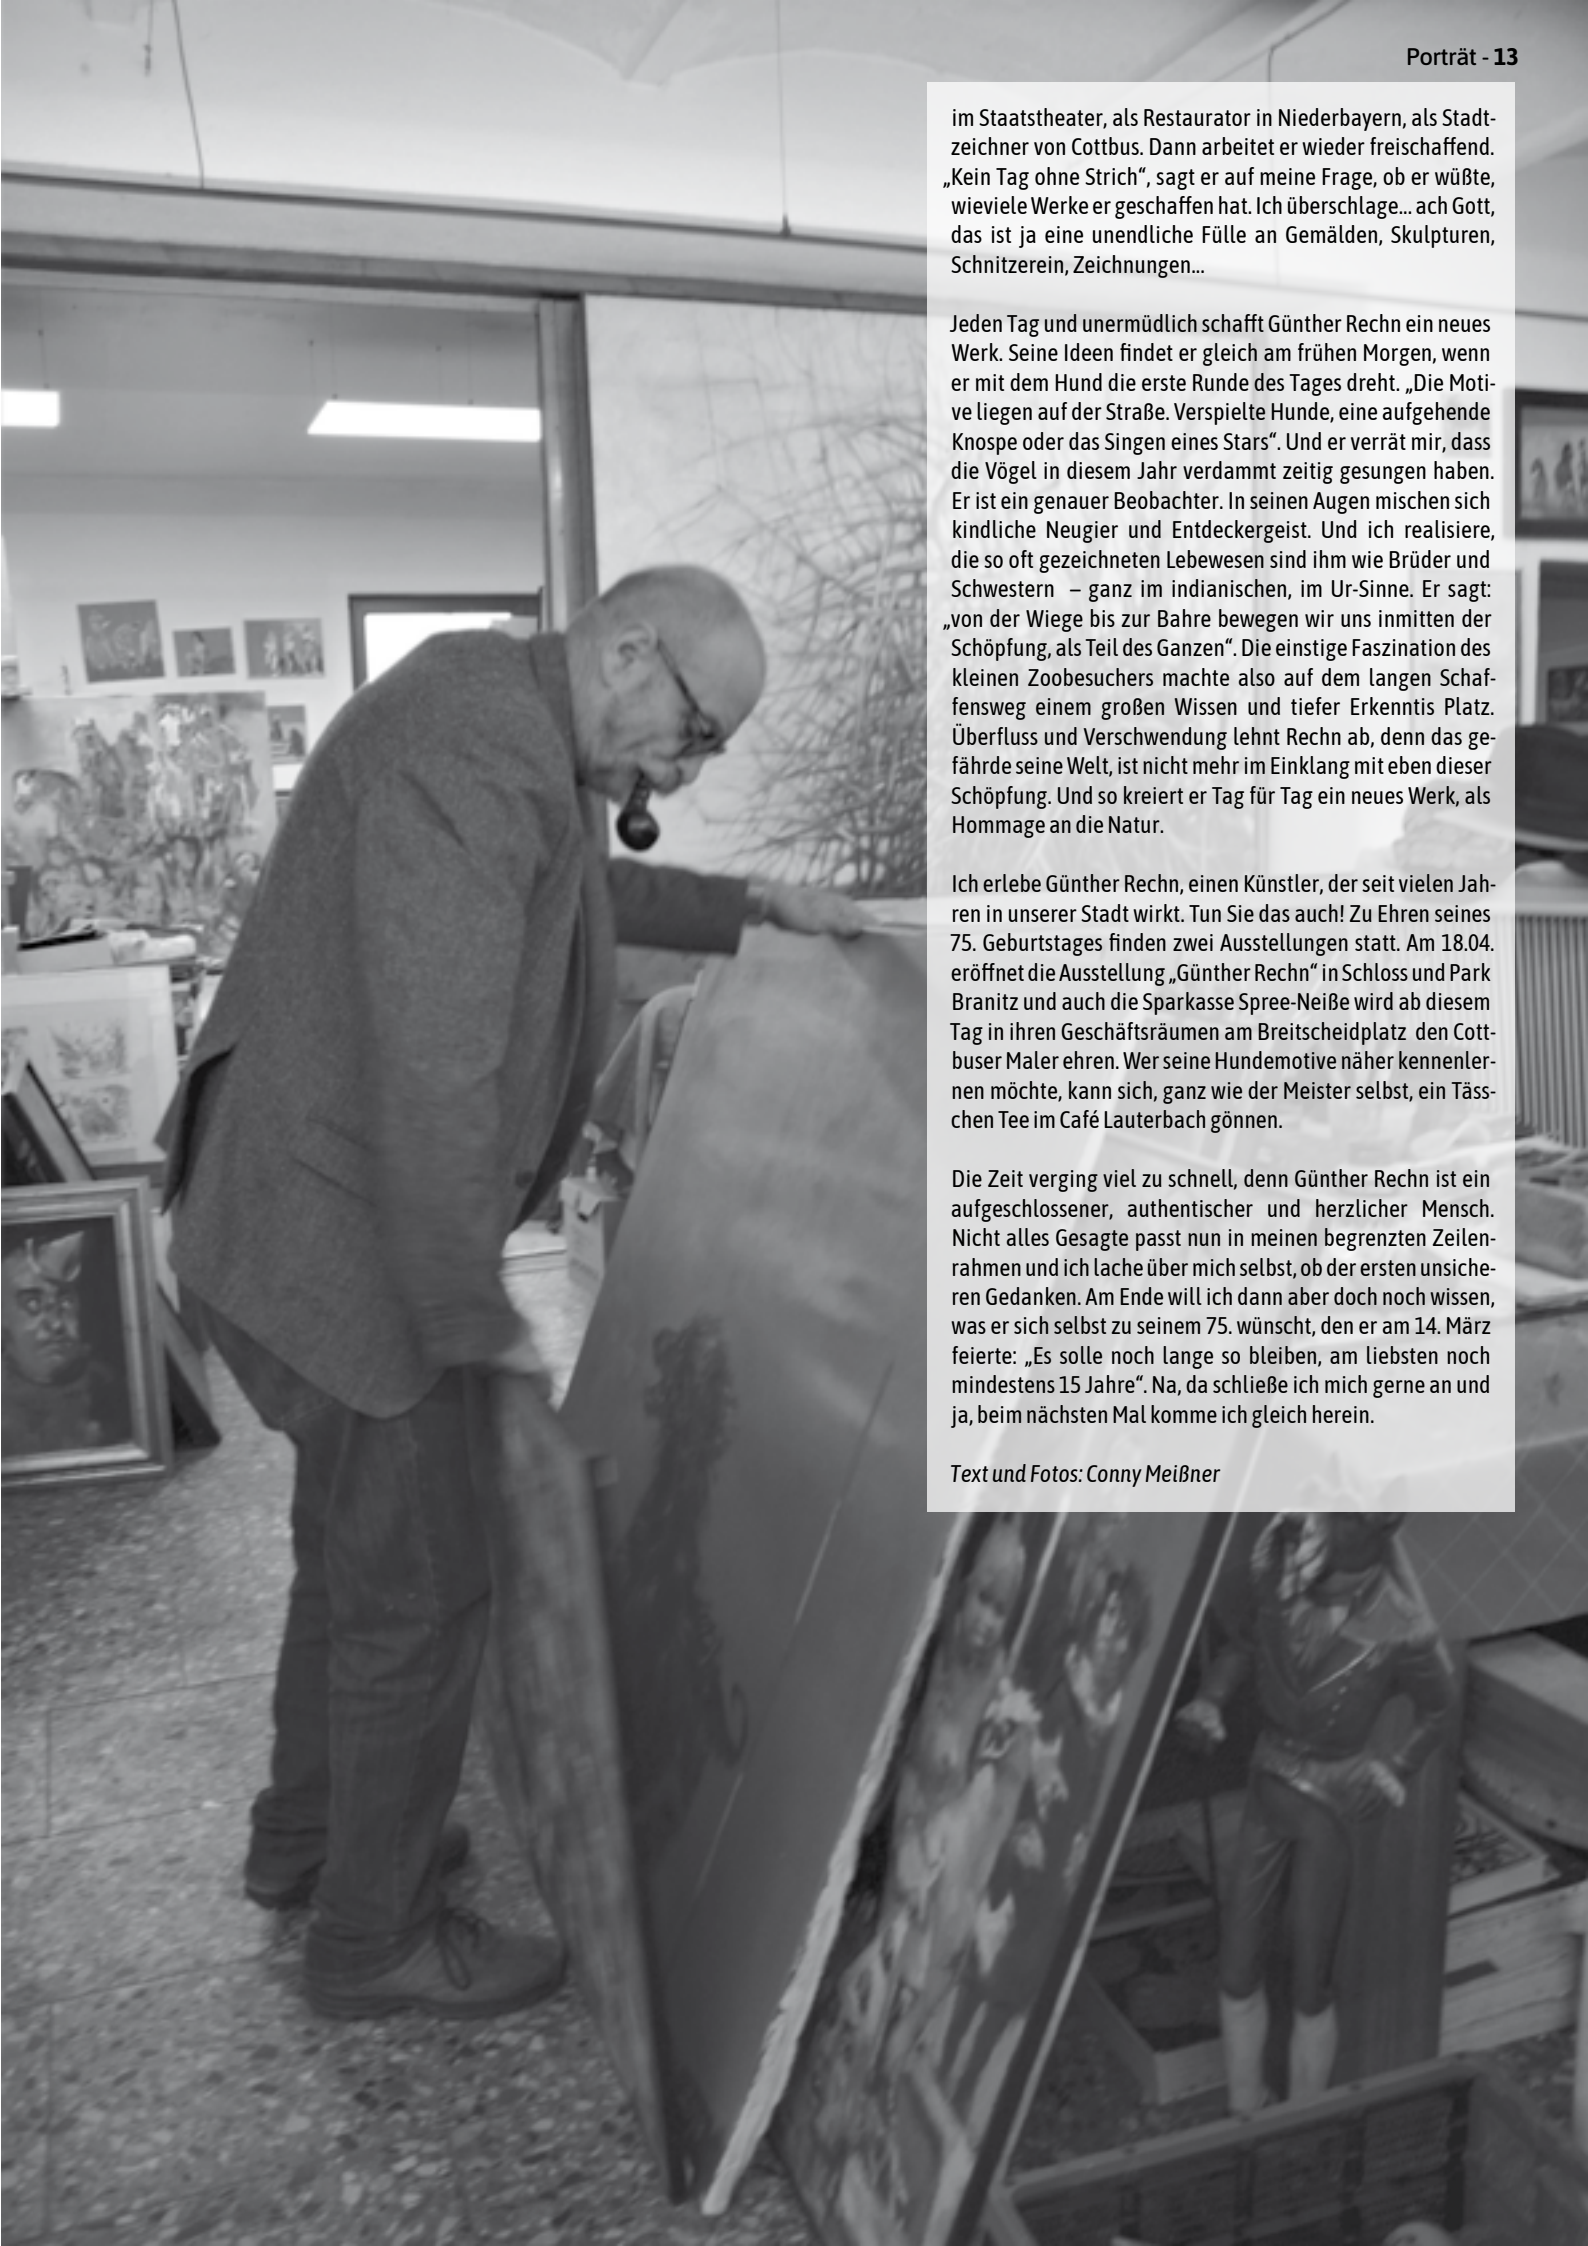 Porträt - 13
im Staatstheater, als Restaurator in Niederbayern, als Stadt-
zeichner von Cottbus. Dann arbeitet er wieder freischaffend.
„Kein Tag ohne Strich“, sagt er auf meine Frage, ob er wüßte,
wieviele Werke er geschaffen hat. Ich überschlage... ach Gott,
das ist ja eine unendliche Fülle an Gemälden, Skulpturen,
Schnitzerein, Zeichnungen...
Jeden Tag und unermüdlich schafft Günther Rechn ein neues
Werk. Seine Ideen findet er gleich am frühen Morgen, wenn
er mit dem Hund die erste Runde des Tages dreht. „Die Moti-
ve liegen auf der Straße. Verspielte Hunde, eine aufgehende
Knospe oder das Singen eines Stars“. Und er verrät mir, dass
die Vögel in diesem Jahr verdammt zeitig gesungen haben.
Er ist ein genauer Beobachter. In seinen Augen mischen sich
kindliche Neugier und Entdeckergeist. Und ich realisiere,
die so oft gezeichneten Lebewesen sind ihm wie Brüder und
Schwestern – ganz im indianischen, im Ur-Sinne. Er sagt:
„von der Wiege bis zur Bahre bewegen wir uns inmitten der
Schöpfung, als Teil des Ganzen“. Die einstige Faszination des
kleinen Zoobesuchers machte also auf dem langen Schaf-
fensweg einem großen Wissen und tiefer Erkenntis Platz.
Überfluss und Verschwendung lehnt Rechn ab, denn das ge-
fährde seine Welt, ist nicht mehr im Einklang mit eben dieser
Schöpfung. Und so kreiert er Tag für Tag ein neues Werk, als
Hommage an die Natur.
Ich erlebe Günther Rechn, einen Künstler, der seit vielen Jah-
ren in unserer Stadt wirkt. Tun Sie das auch! Zu Ehren seines
75. Geburtstages finden zwei Ausstellungen statt. Am 18.04.
eröffnet die Ausstellung „Günther Rechn“ in Schloss und Park
Branitz und auch die Sparkasse Spree-Neiße wird ab diesem
Tag in ihren Geschäftsräumen am Breitscheidplatz den Cott-
buser Maler ehren. Wer seine Hundemotive näher kennenler-
nen möchte, kann sich, ganz wie der Meister selbst, ein Täss-
chen Tee im Café Lauterbach gönnen.
Die Zeit verging viel zu schnell, denn Günther Rechn ist ein
aufgeschlossener, authentischer und herzlicher Mensch.
Nicht alles Gesagte passt nun in meinen begrenzten Zeilen-
rahmen und ich lache über mich selbst, ob der ersten unsiche-
ren Gedanken. Am Ende will ich dann aber doch noch wissen,
was er sich selbst zu seinem 75. wünscht, den er am 14. März
feierte: „Es solle noch lange so bleiben, am liebsten noch
mindestens 15 Jahre“. Na, da schließe ich mich gerne an und
ja, beim nächsten Mal komme ich gleich herein.
Text und Fotos: Conny Meißner